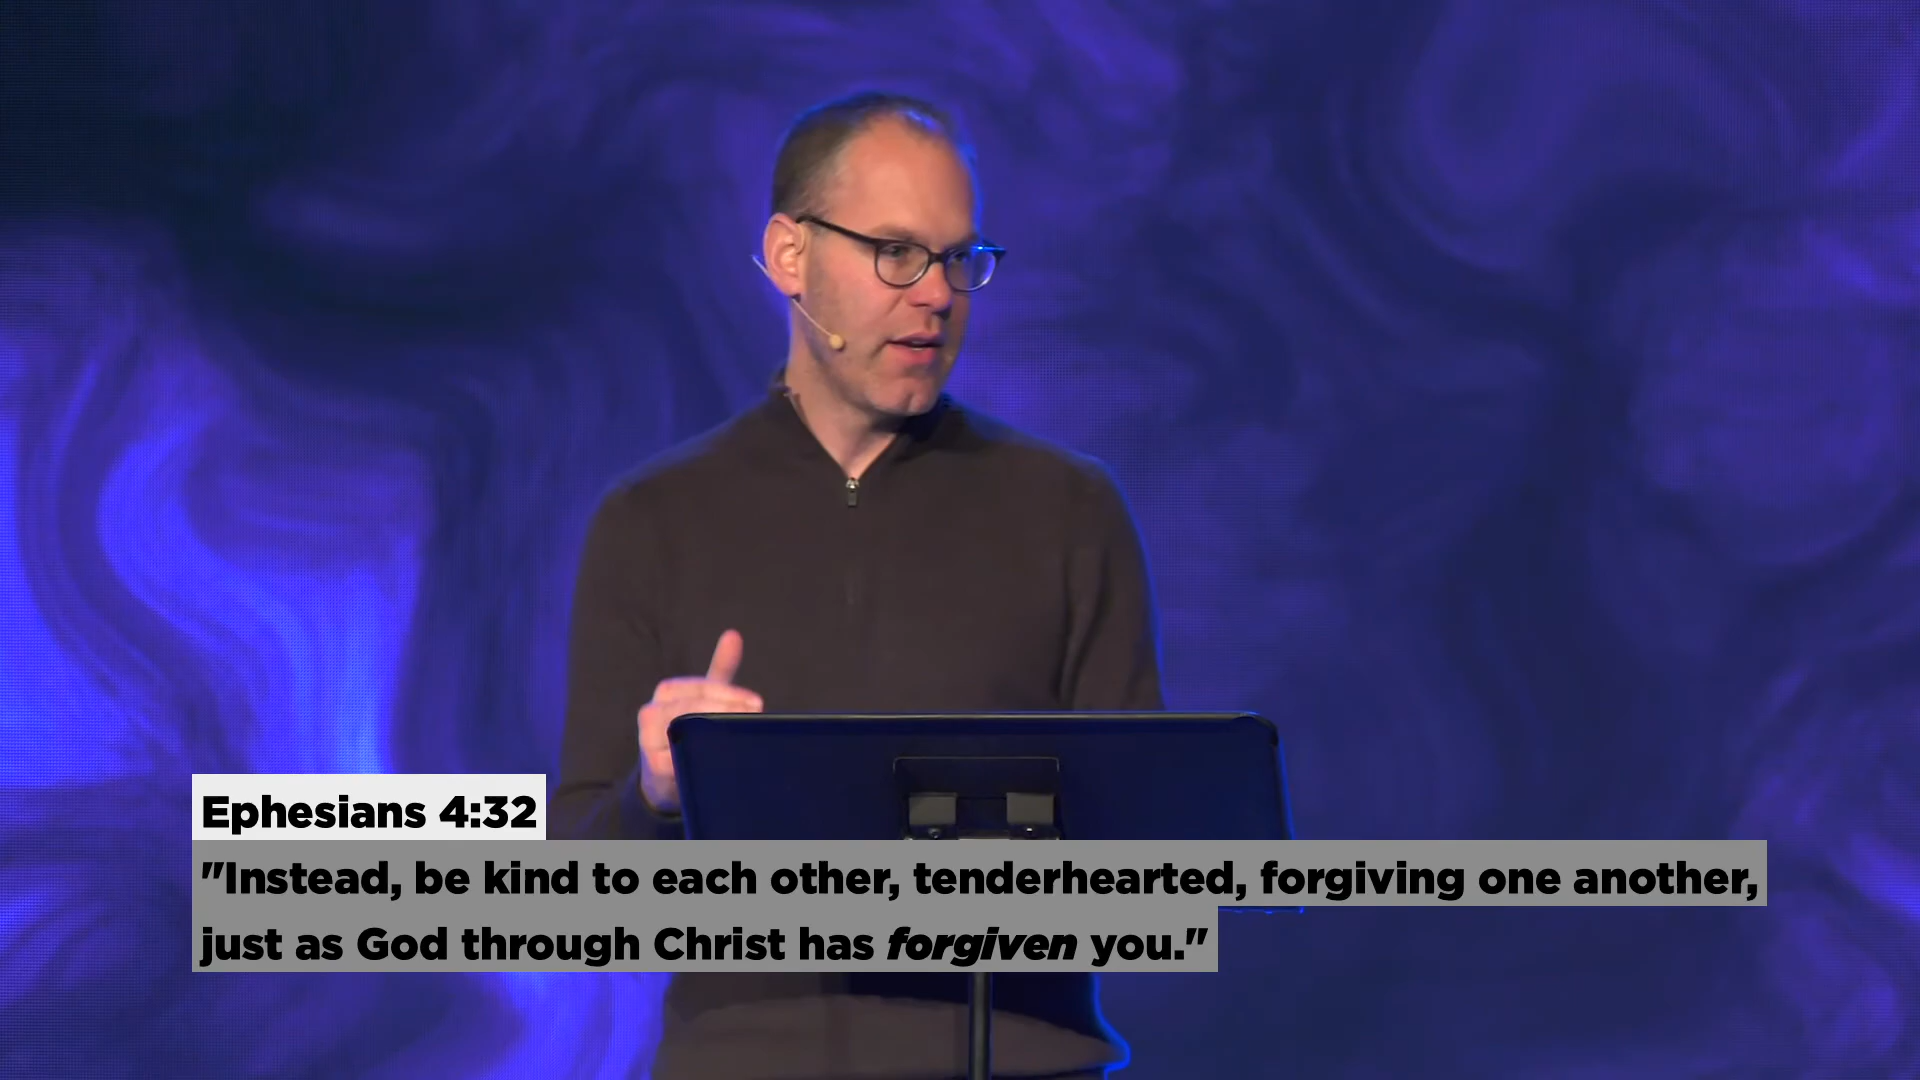 Ephesians 4:32
"Instead, be kind to each other, tenderhearted, forgiving one another,
just as God through Christ has forgiven you."